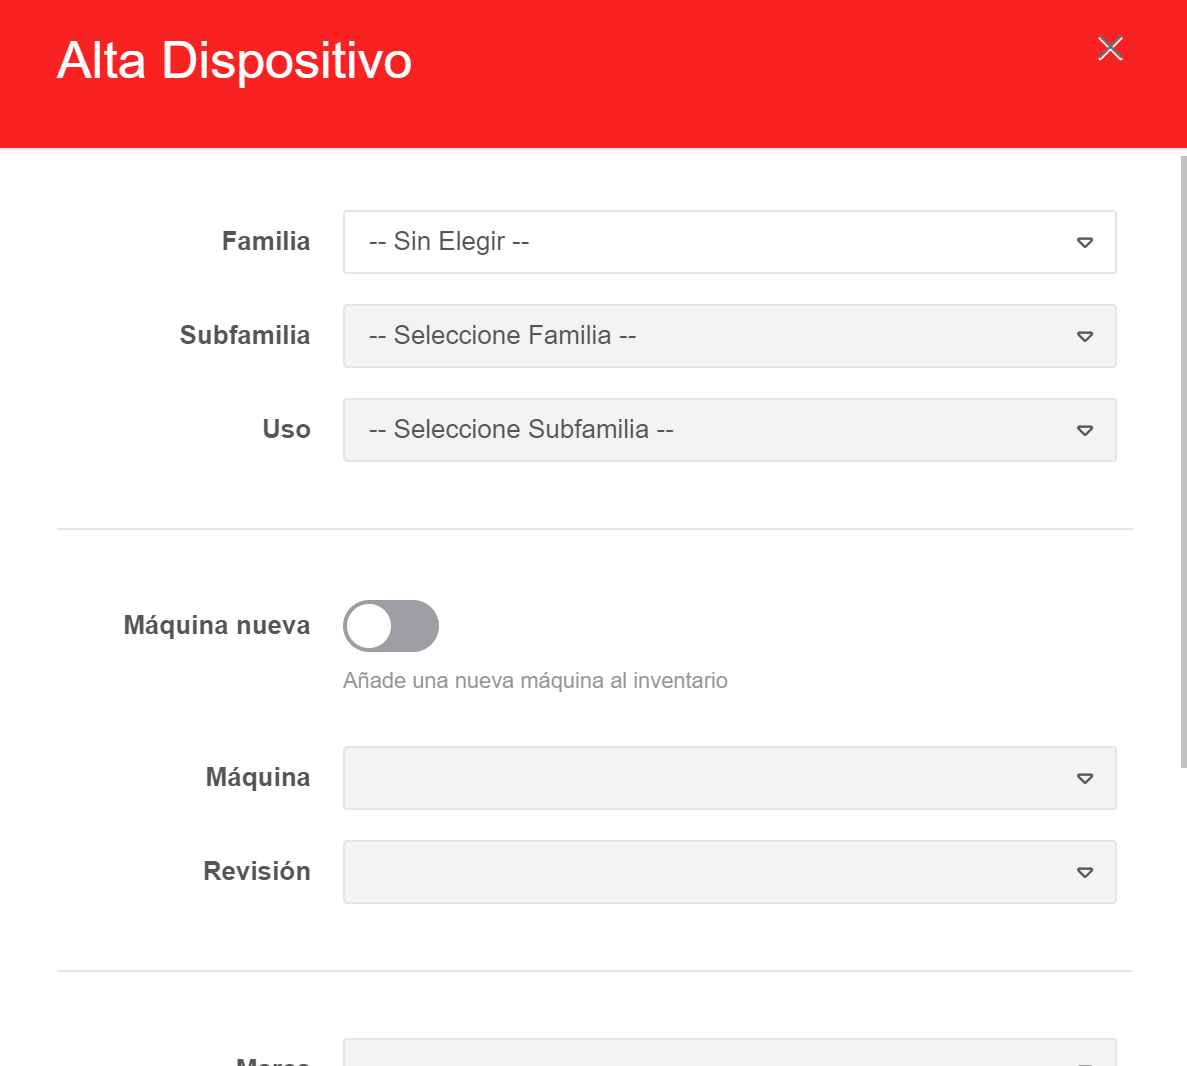 Alta Dispositivo
Familia
-- Sin Elegir --
Subfamilia
-- Seleccione Familia --
Uso
-- Seleccione Subfamilia --
Máquina nueva
Añade una nueva máquina al inventario
Máquina
Revisión